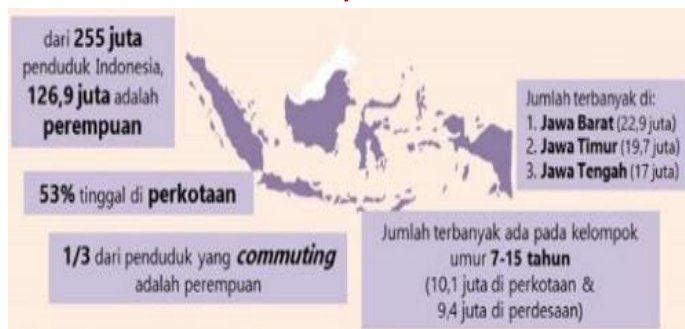 dari 255 juta
penduduk Indonesia,
126,9 juta adalah
perempuan
53% tinggal di perkotaan
1/3 dari penduduk yang commuting
adalah perempuan
Jumlah terbanyak di:
1. Jawa Barat (22,9 juta)
2. Jawa Timur (19,7 juta)
3. Jawa Tengah (17 juta)
Jumlah terbanyak ada pada kelompok
umur 7-15 tahun
(10,1 juta di perkotaan &
9,4 juta di perdesaan)